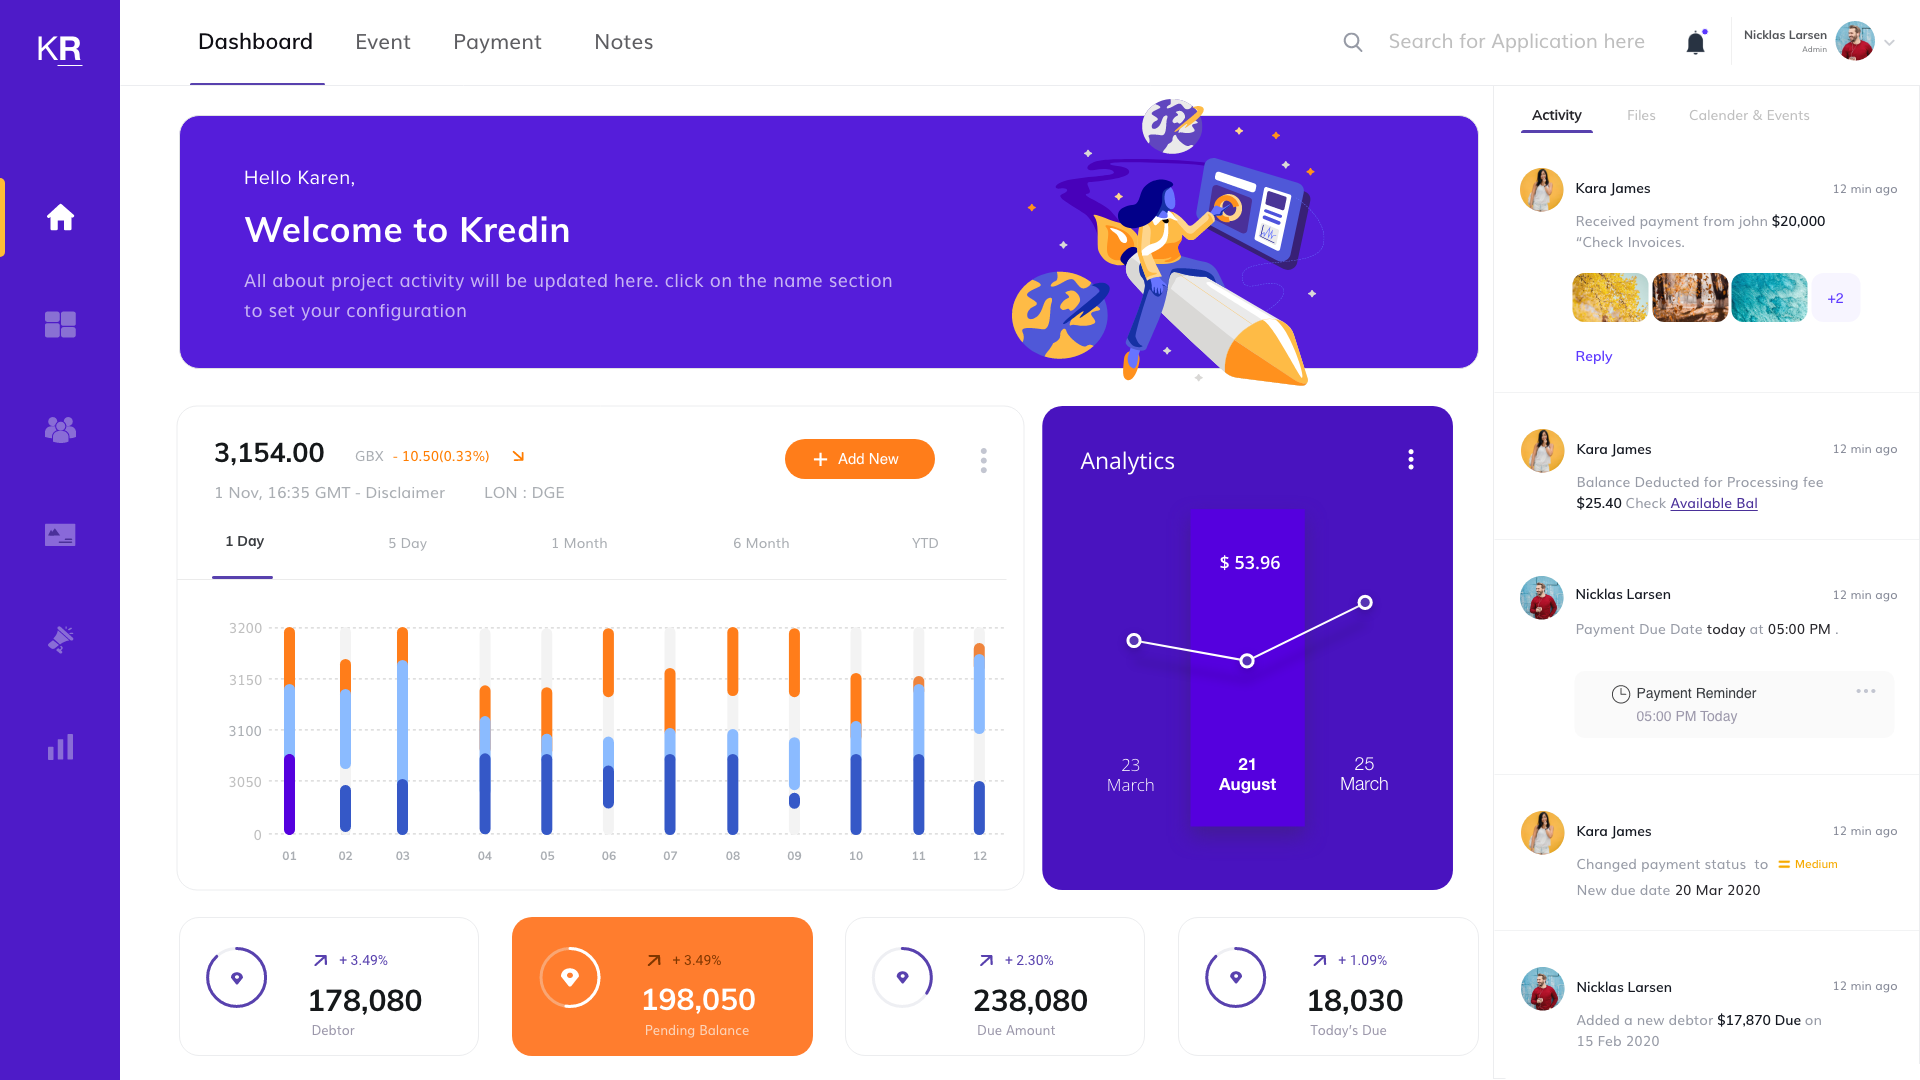 KR
Dashboard
Event
Payment
Notes
Search for Application here
Nicklas Larsen
Admin
Hello Karen,
Welcome to Kredin
All about project activity will be updated here. click on the name section
to set your configuration
3,154.00
GBX - 10.50(0.33%)
+ Add New
1 Nov, 16:35 GMT - Disclaimer
LON : DGE
1 Day
5 Day
1 Month
6 Month
YTD
3200
3150
3100
3050
0
01 02 03 04 05 06 07 08 09 10 11 12
Analytics
$ 53.96
23
March
21
August
25
March
+ 3.49%
178,080
Debtor
+ 3.49%
198,050
Pending Balance
+ 2.30%
238,080
Due Amount
+ 1.09%
18,030
Today's Due
Activity
Files
Calender & Events
Kara James
12 min ago
Received payment from john $20,000
“Check Invoices.
+2
Reply
Kara James
12 min ago
Balance Deducted for Processing fee
$25.40 Check Available Bal
Nicklas Larsen
12 min ago
Payment Due Date today at 05:00 PM .
Payment Reminder
05:00 PM Today
Kara James
12 min ago
Changed payment status to = Medium
New due date 20 Mar 2020
Nicklas Larsen
12 min ago
Added a new debtor $17,870 Due on
15 Feb 2020